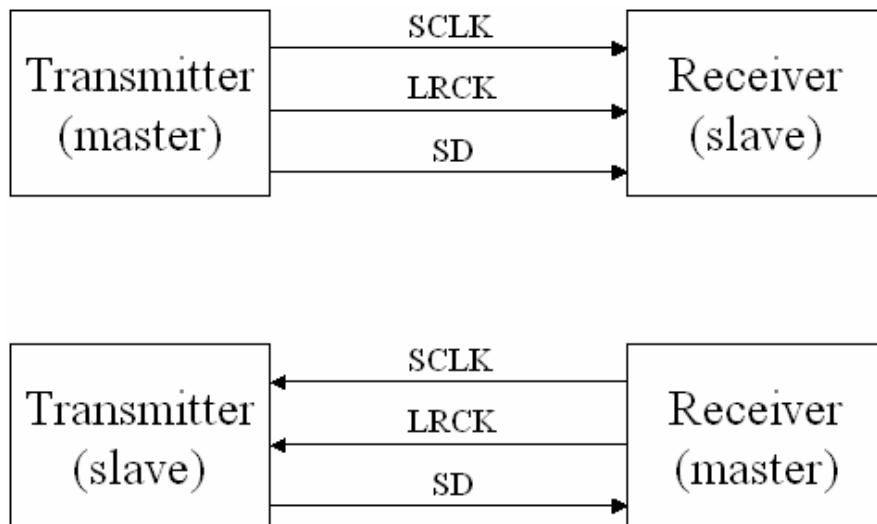 Transmitter
(master)
SCLK
LRCK
SD
Receiver
(slave)
Transmitter
(slave)
SCLK
LRCK
SD
Receiver
(master)